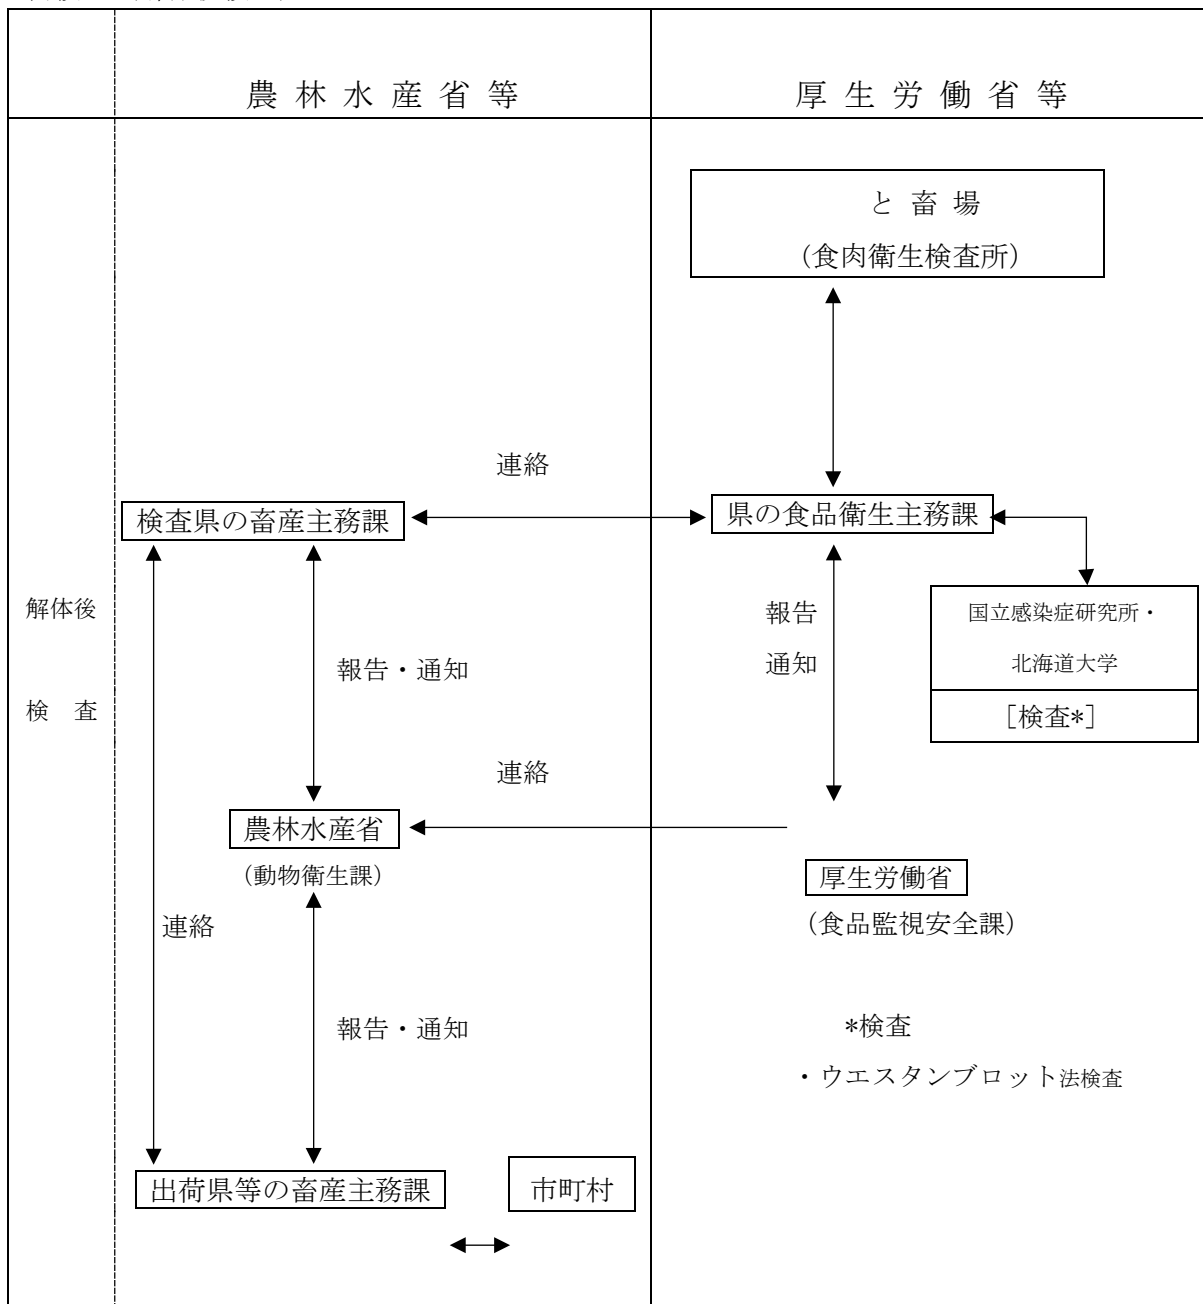 農林水産省等
厚生労働省等
と畜場
（食肉衛生検査所）
連絡
検査県の畜産主務課
県の食品衛生主務課
解体後
検 査
報告・通知
報告
通知
国立感染症研究所・
北海道大学
［検査*］
連絡
農林水産省
（動物衛生課）
厚生労働省
（食品監視安全課）
連絡
報告・通知
*検査
・ウエスタンブロット法検査
出荷県等の畜産主務課
市町村